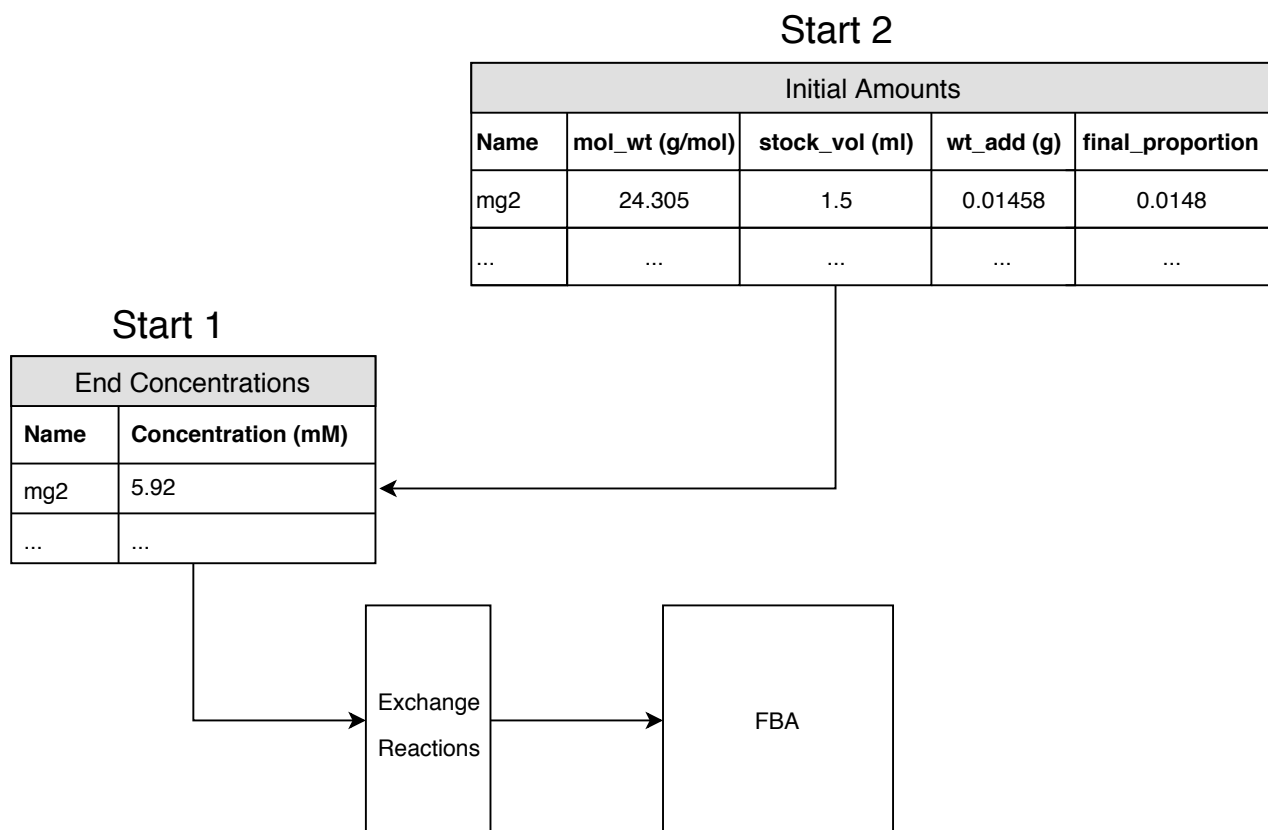 Start 2
Initial Amounts
Name mol_wt (g/mol) stock_vol (ml) wt_add (g) final_proportion
mg2 24.305 1.5 0.01458 0.0148
... ... ... ... ...
Start 1
End Concentrations
Name Concentration (mM)
mg2 5.92
... ...
Exchange
Reactions
FBA